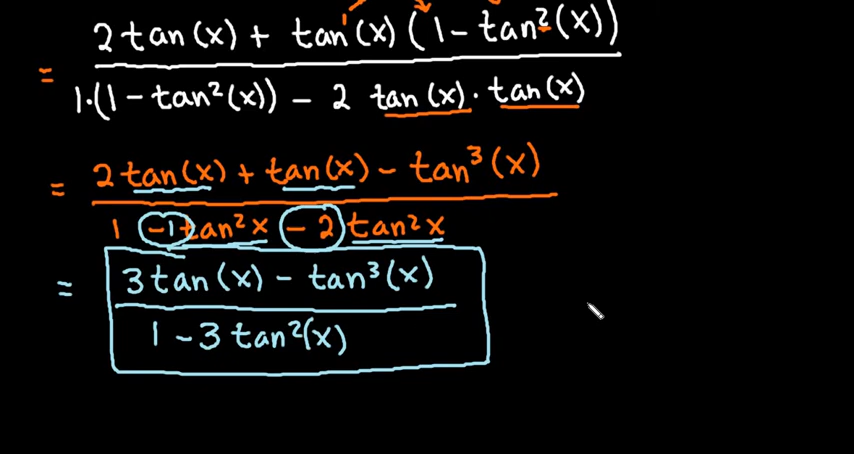 2 tan(x) + tan¹(x) (1 - tan²(x))
= 1·(1 - tan²(x)) - 2 tan(x) · tan(x)
= 2 tan(x) + tan(x) - tan³(x)
1 -1 tan²x - 2 tan²x
= 3 tan(x) - tan³(x)
1 - 3 tan²(x)